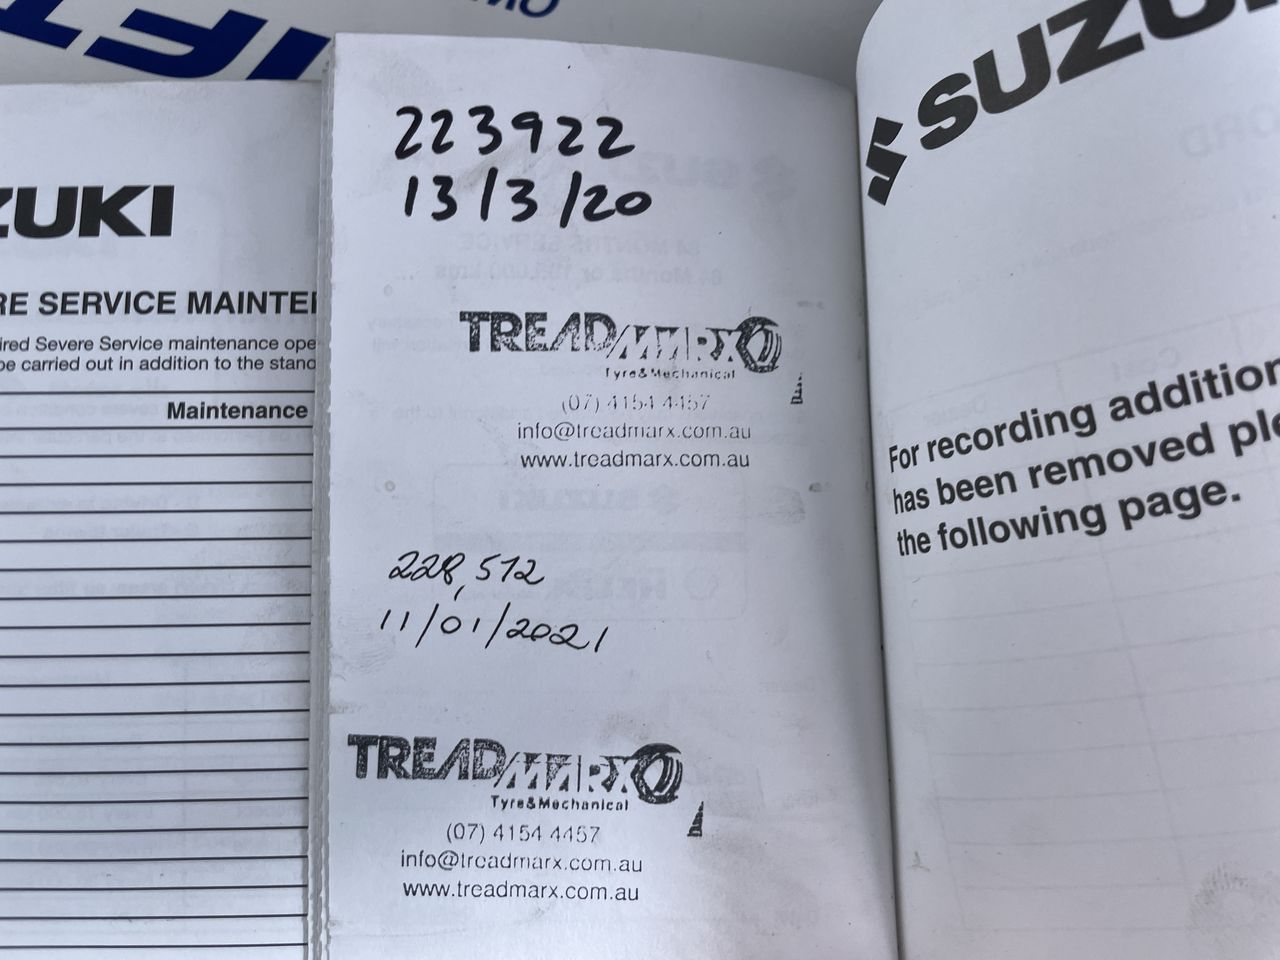 IFT
ZUKI
RE SERVICE MAINTE
ired Severe Service maintenance ope
be carried out in addition to the stand
Maintenance
223922
13/3/20
TREADMARX
Tyre&Mechanical
(07) 4154 4457
info@treadmarx.com.au
www.treadmarx.com.au
228,512
11/01/2021
TREADMARX
Tyre&Mechanical
(07) 4154 4457
info@treadmarx.com.au
www.treadmarx.com.au
SUZUKI
For recording addition
has been removed ple
the following page.